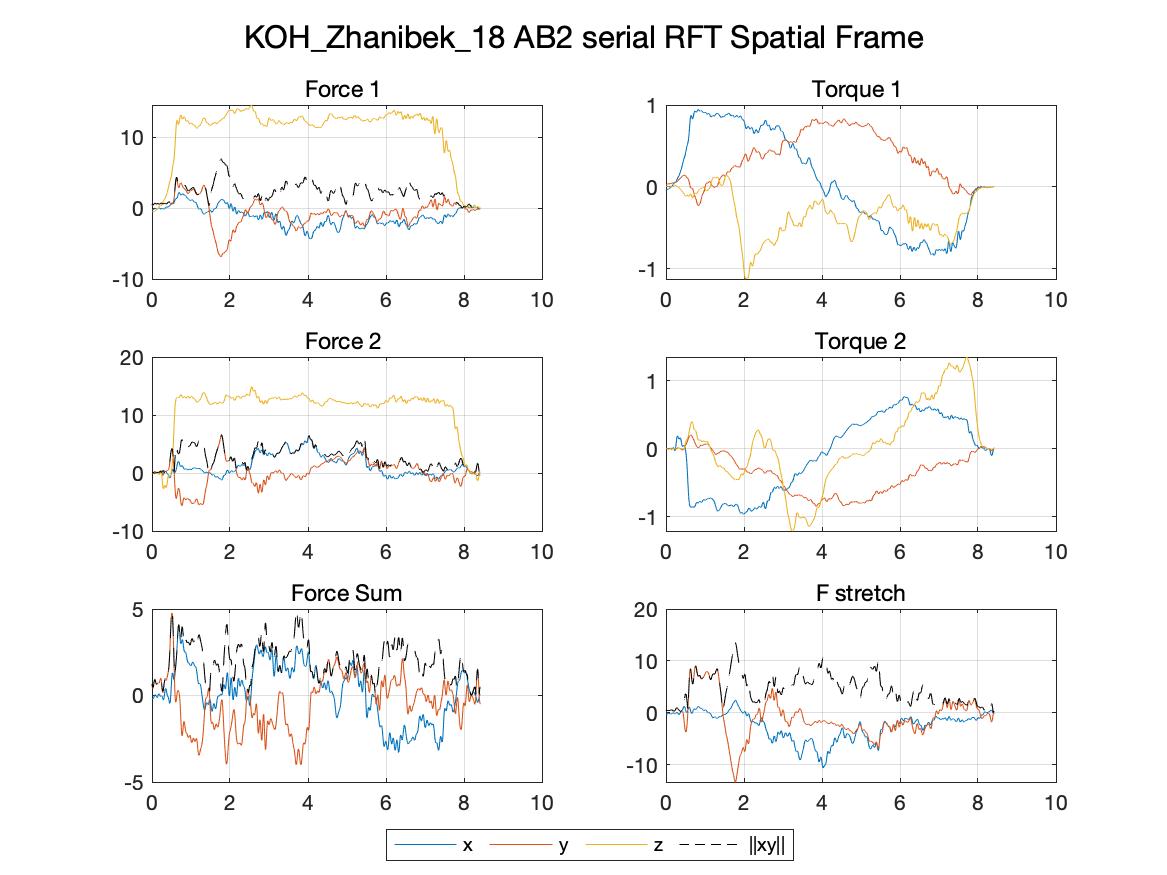 KOH_Zhanibek_18 AB2 serial RFT Spatial Frame
Force 1
10
0
-10
0 2 4 6 8 10
Torque 1
1
0
-1
0 2 4 6 8 10
Force 2
20
10
0
-10
0 2 4 6 8 10
Torque 2
1
0
-1
0 2 4 6 8 10
Force Sum
5
0
-5
0 2 4 6 8 10
F stretch
20
10
0
-10
0 2 4 6 8 10
x y z ||xy||